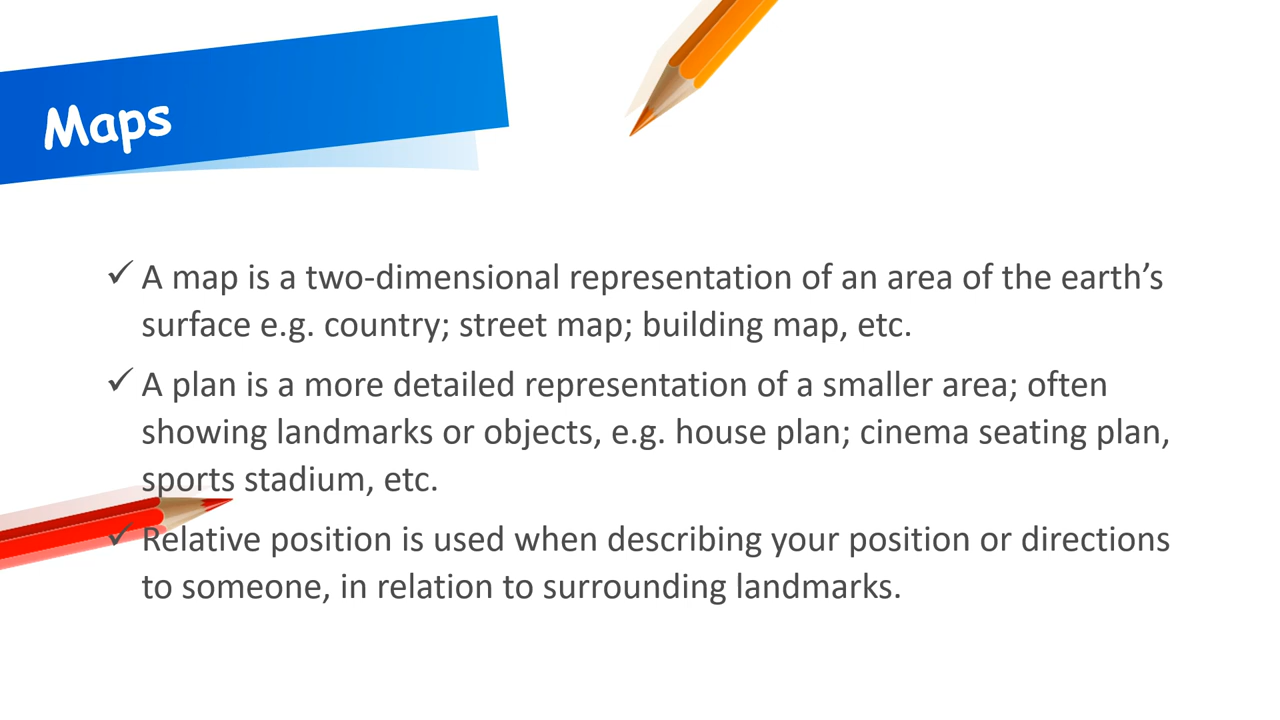 Maps
✓ A map is a two-dimensional representation of an area of the earth’s
surface e.g. country; street map; building map, etc.
✓ A plan is a more detailed representation of a smaller area; often
showing landmarks or objects, e.g. house plan; cinema seating plan,
sports stadium, etc.
✓ Relative position is used when describing your position or directions
to someone, in relation to surrounding landmarks.